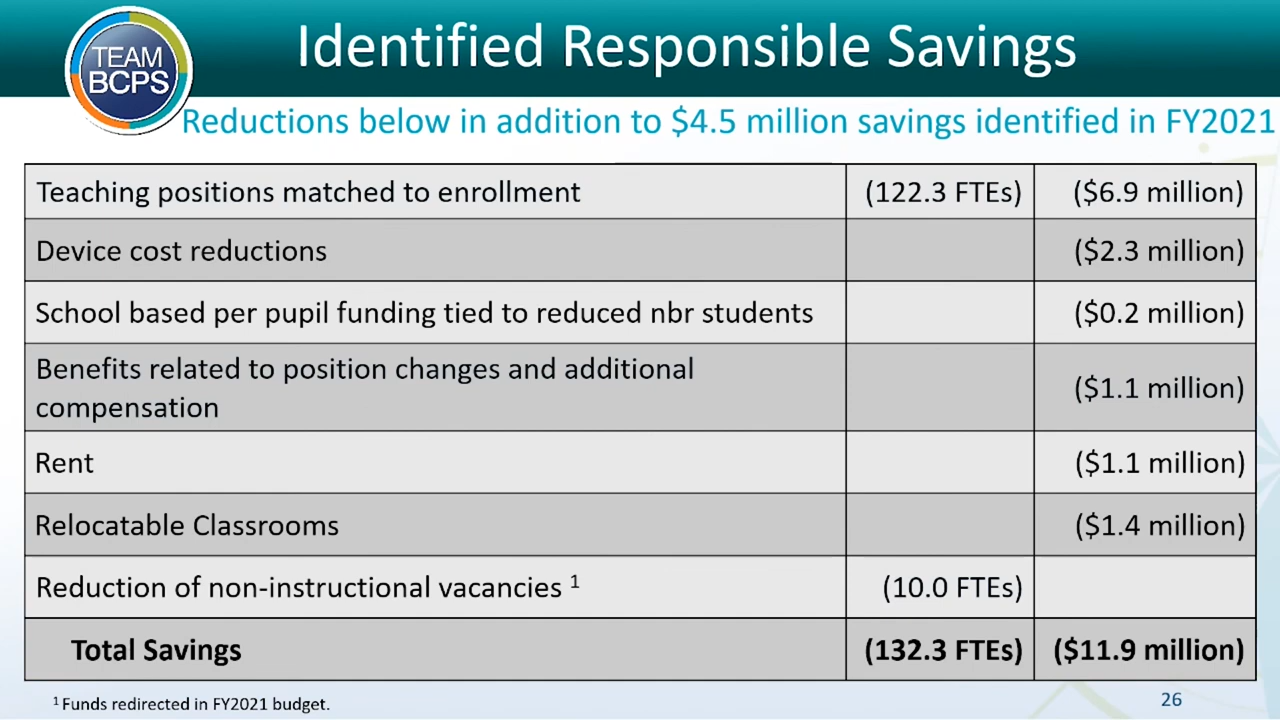 TEAM
BCPS
Identified Responsible Savings
Reductions below in addition to $4.5 million savings identified in FY2021
Teaching positions matched to enrollment (122.3 FTEs) ($6.9 million)
Device cost reductions ($2.3 million)
School based per pupil funding tied to reduced nbr students ($0.2 million)
Benefits related to position changes and additional
compensation ($1.1 million)
Rent ($1.1 million)
Relocatable Classrooms ($1.4 million)
Reduction of non-instructional vacancies ¹ (10.0 FTEs)
Total Savings (132.3 FTEs) ($11.9 million)
¹ Funds redirected in FY2021 budget.
26